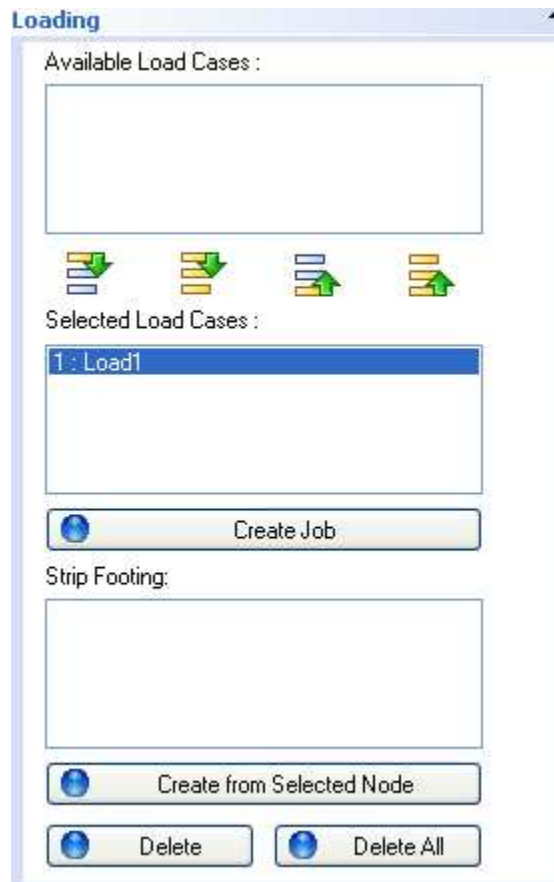 Loading
Available Load Cases :
Selected Load Cases :
1 : Load1
Create Job
Strip Footing:
Create from Selected Node
Delete Delete All